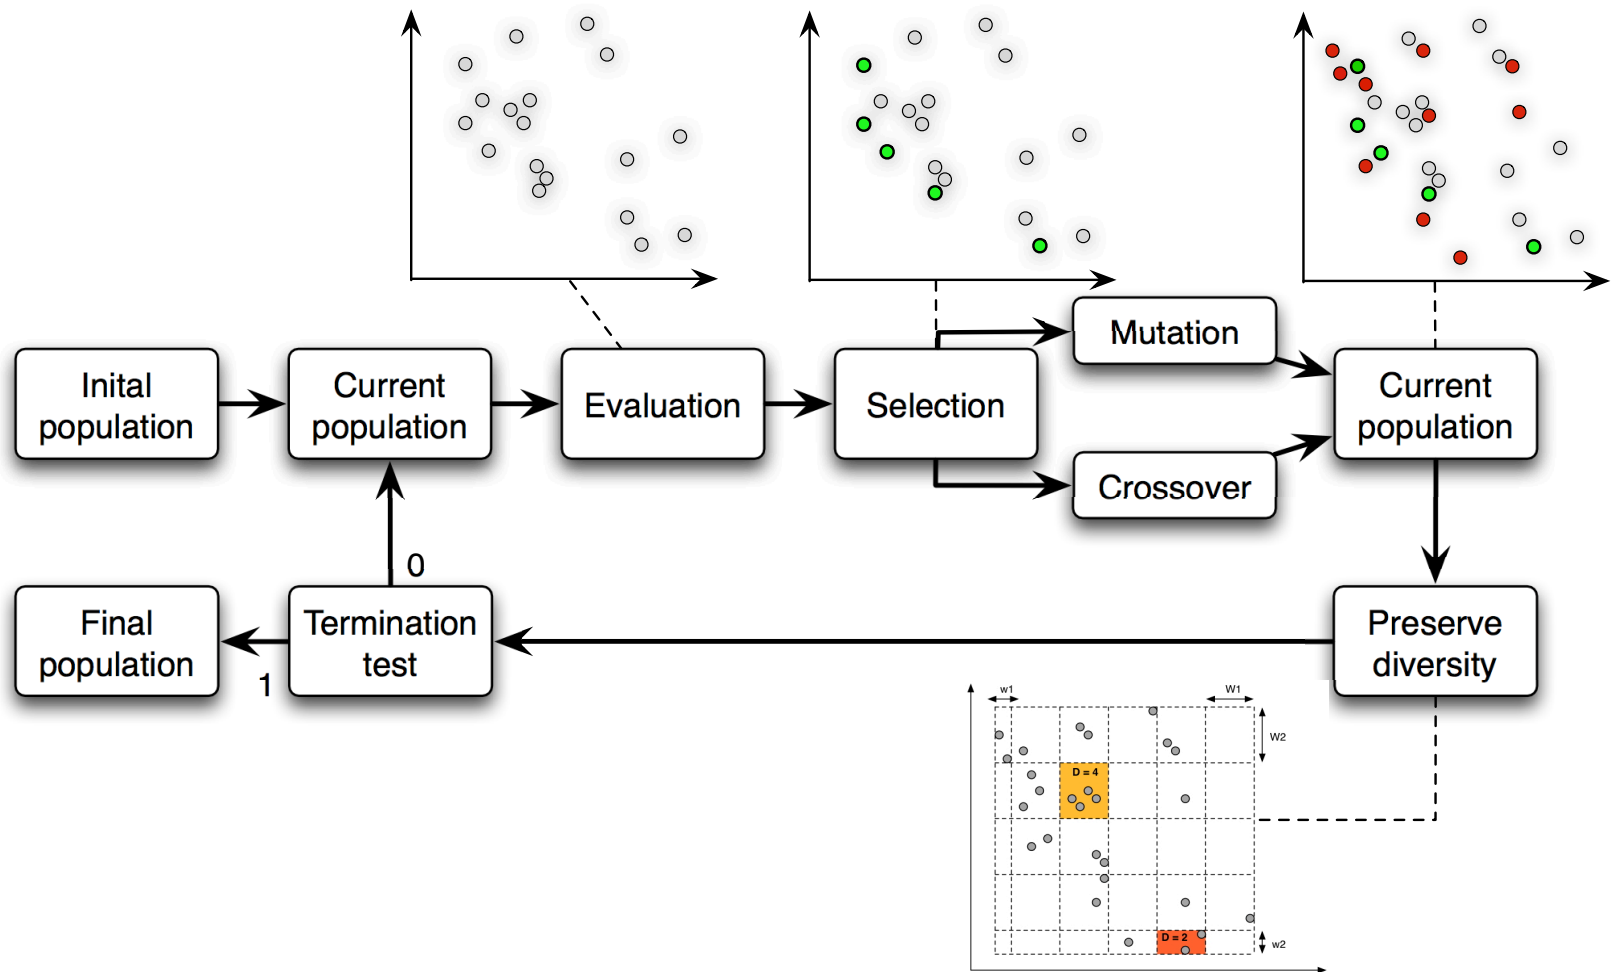 Mutation
Inital
population
Current
population
Evaluation
Selection
Current
population
Crossover
0
Final
population
1
Termination
test
Preserve
diversity
w1
W1
W2
D = 4
D = 2
w2